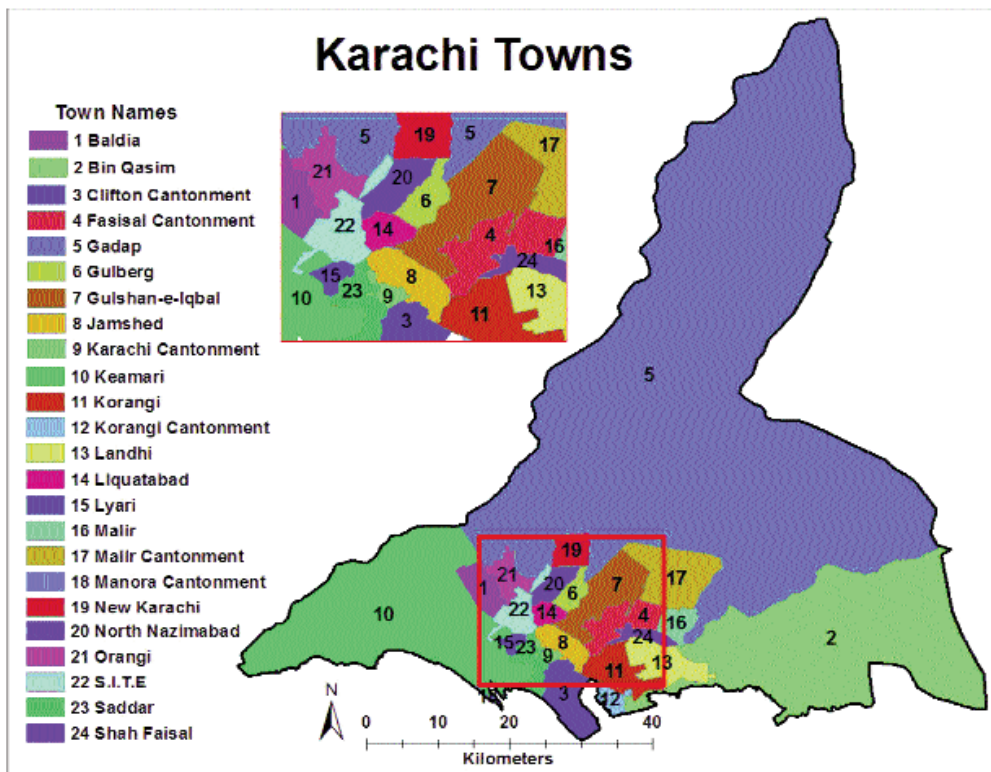 Karachi Towns
Town Names
1 Baldia
2 Bin Qasim
3 Clifton Cantonment
4 Fasisal Cantonment
5 Gadap
6 Gulberg
7 Gulshan-e-Iqbal
8 Jamshed
9 Karachi Cantonment
10 Keamari
11 Korangi
12 Korangi Cantonment
13 Landhi
14 Liquatabad
15 Lyari
16 Malir
17 Malir Cantonment
18 Manora Cantonment
19 New Karachi
20 North Nazimabad
21 Orangi
22 S.I.T.E
23 Saddar
24 Shah Faisal
5
19
5
17
21
20
7
1
6
22
14
4
16
24
15
8
10
23
9
13
3
11
5
19
21
20
7
17
1
6
10
22
14
4
16
15
23
8
24
2
9
13
11
3
12
N
0 10 20 30 40
Kilometers